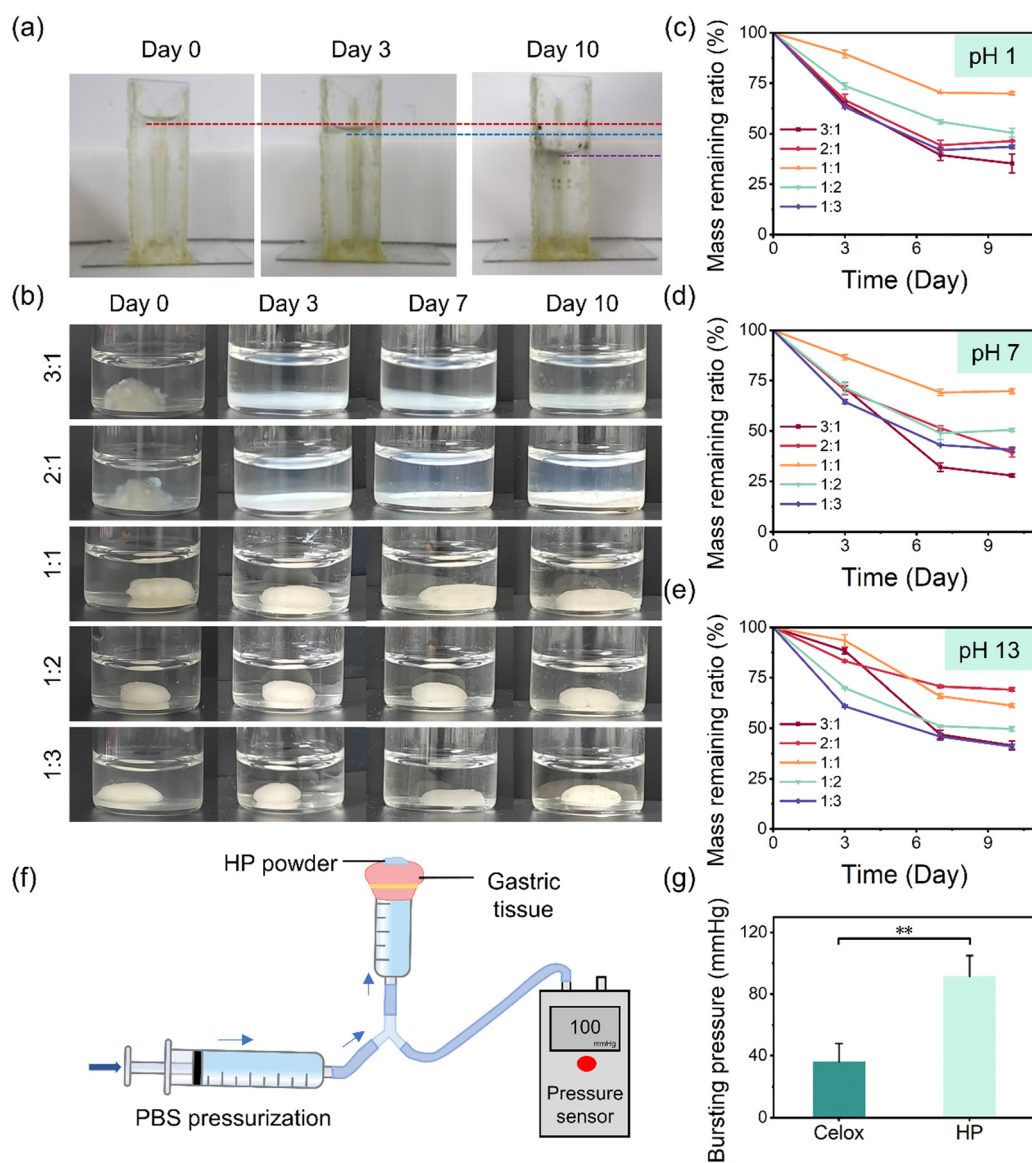 (a)
Day 0
Day 3
Day 10
(b)
Day 0
Day 3
Day 7
Day 10
3:1
2:1
1:1
1:2
1:3
(c)
Mass remaining ratio (%)
100
75
50
25
0
pH 1
3:1
2:1
1:1
1:2
1:3
0
3
6
9
Time (Day)
(d)
Mass remaining ratio (%)
100
75
50
25
0
pH 7
3:1
2:1
1:1
1:2
1:3
0
3
6
9
Time (Day)
(e)
Mass remaining ratio (%)
100
75
50
25
0
pH 13
3:1
2:1
1:1
1:2
1:3
0
3
6
9
Time (Day)
(f)
HP powder
Gastric
tissue
PBS pressurization
100
mmHg
Pressure
sensor
(g)
Bursting pressure (mmHg)
120
80
40
0
**
Celox
HP